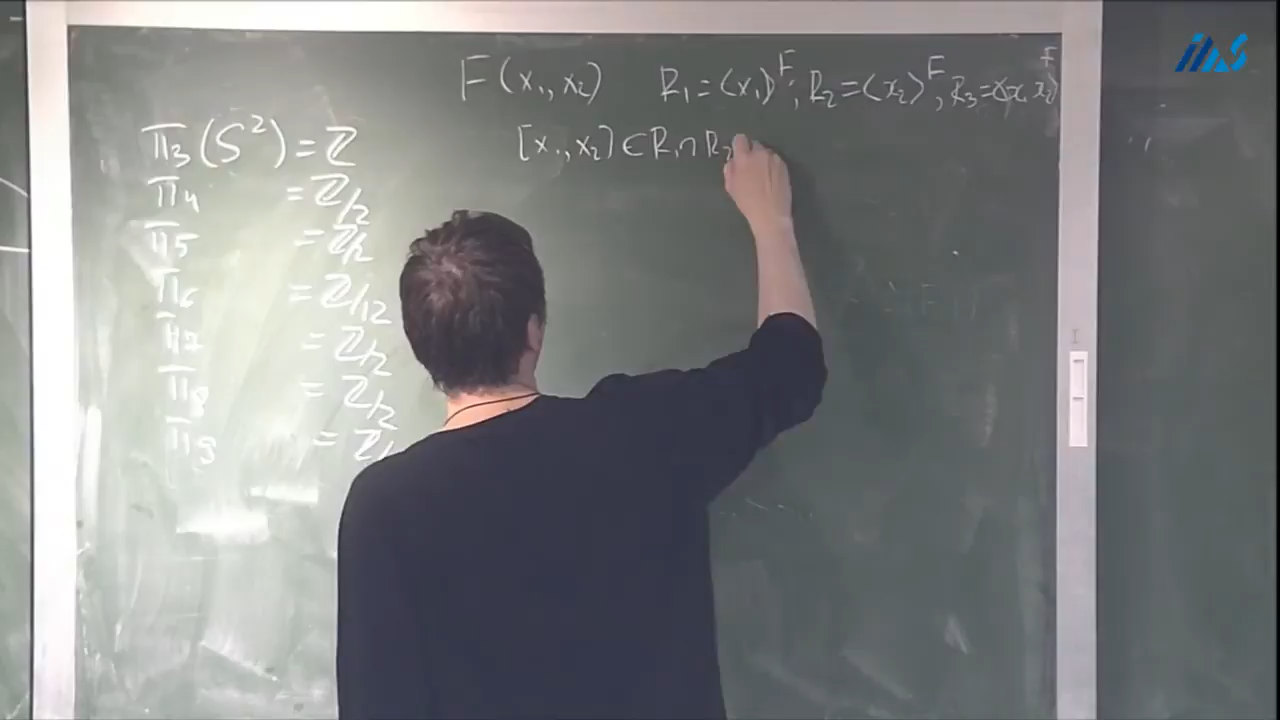 F(x₁, x₂) R₁ = ⟨x₁⟩^F; R₂ = ⟨x₂⟩^F, R₃ = ⟨x₁x₂⟩^F
[x₁, x₂] ∈ R₁ ∩ R₂
π₃(S²) = ℤ
π₄ = ℤ/2
π₅ = ℤ/2
π₆ = ℤ/12
π₇ = ℤ/2
π₈ = ℤ/2
π₉ = ℤ/